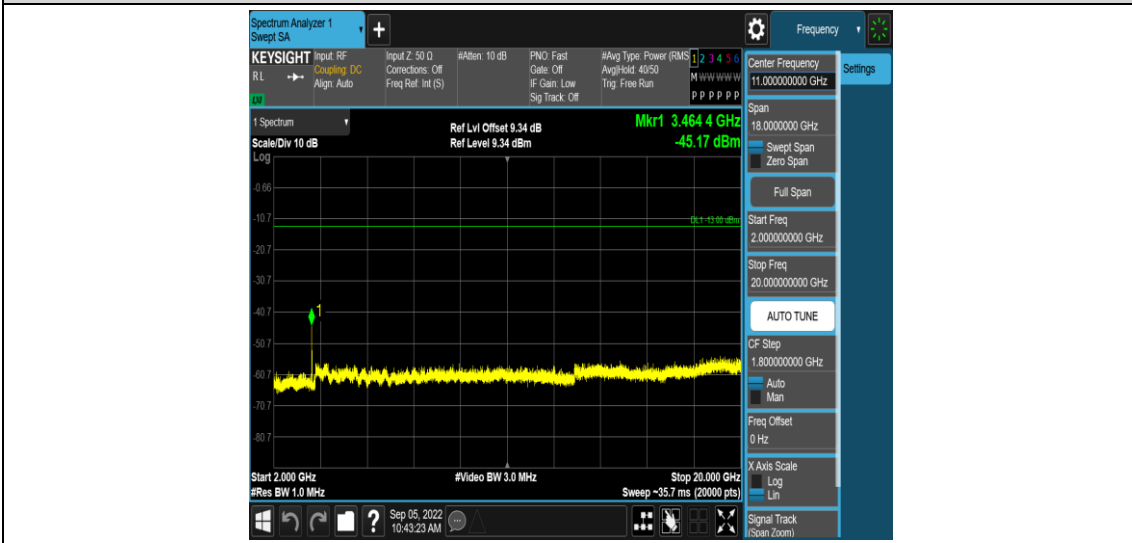 Spectrum Analyzer 1
Swept SA
+
Frequency
KEYSIGHT
RL
LXI
Input: RF
Coupling: DC
Align: Auto
Input Z: 50 Ω
Corrections: Off
Freq Ref: Int (S)
#Atten: 10 dB
PNO: Fast
Gate: Off
IF Gain: Low
Sig Track: Off
#Avg Type: Power (RMS
Avg|Hold: 40/50
Trig: Free Run
1 2 3 4 5 6
M W W W W W
P P P P P P
1 Spectrum
Scale/Div 10 dB
Log
Ref Lvl Offset 9.34 dB
Ref Level 9.34 dBm
Mkr1 3.464 4 GHz
-45.17 dBm
-0.66
-10.7
DL1 -13.00 dBm
-20.7
-30.7
-40.7
1
-50.7
-60.7
-70.7
-80.7
Start 2.000 GHz
#Video BW 3.0 MHz
Stop 20.000 GHz
#Res BW 1.0 MHz
Sweep ~35.7 ms (20000 pts)
?
Sep 05, 2022
10:43:23 AM
Center Frequency
11.000000000 GHz
Settings
Span
18.0000000 GHz
Swept Span
Zero Span
Full Span
Start Freq
2.000000000 GHz
Stop Freq
20.000000000 GHz
AUTO TUNE
CF Step
1.800000000 GHz
Auto
Man
Freq Offset
0 Hz
X Axis Scale
Log
Lin
Signal Track
(Span Zoom)